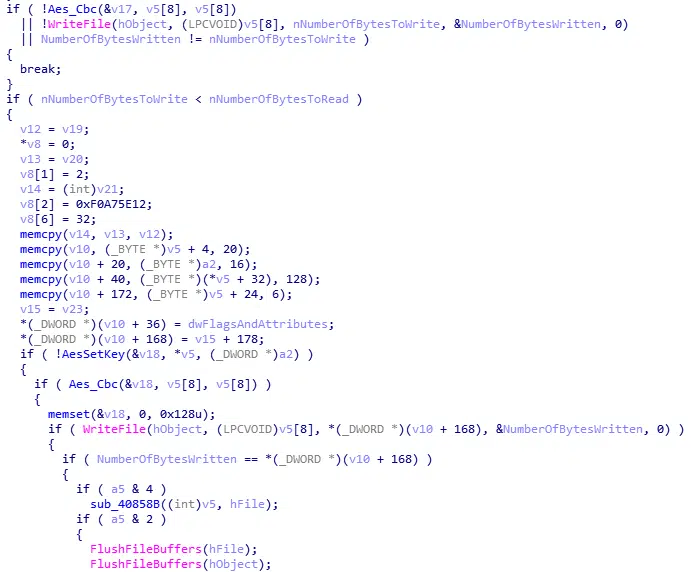 if ( !Aes_Cbc(&v17, v5[8], v5[8])
|| !WriteFile(hObject, (LPCVOID)v5[8], nNumberOfBytesToWrite, &NumberOfBytesWritten, 0)
|| NumberOfBytesWritten != nNumberOfBytesToWrite )
{
break;
}
if ( nNumberOfBytesToWrite < nNumberOfBytesToRead )
{
v12 = v19;
*v8 = 0;
v13 = v20;
v8[1] = 2;
v14 = (int)v21;
v8[2] = 0xF0A75E12;
v8[6] = 32;
memcpy(v14, v13, v12);
memcpy(v10, (_BYTE *)v5 + 4, 20);
memcpy(v10 + 20, (_BYTE *)a2, 16);
memcpy(v10 + 40, (_BYTE *)(*v5 + 32), 128);
memcpy(v10 + 172, (_BYTE *)v5 + 24, 6);
v15 = v23;
*(_DWORD *)(v10 + 36) = dwFlagsAndAttributes;
*(_DWORD *)(v10 + 168) = v15 + 178;
if ( !AesSetKey(&v18, *v5, (_DWORD *)a2) )
{
if ( Aes_Cbc(&v18, v5[8], v5[8]) )
{
memset(&v18, 0, 0x128u);
if ( WriteFile(hObject, (LPCVOID)v5[8], *(_DWORD *)(v10 + 168), &NumberOfBytesWritten, 0) )
{
if ( NumberOfBytesWritten == *(_DWORD *)(v10 + 168) )
{
if ( a5 & 4 )
sub_40858B((int)v5, hFile);
if ( a5 & 2 )
{
FlushFileBuffers(hFile);
FlushFileBuffers(hObject);